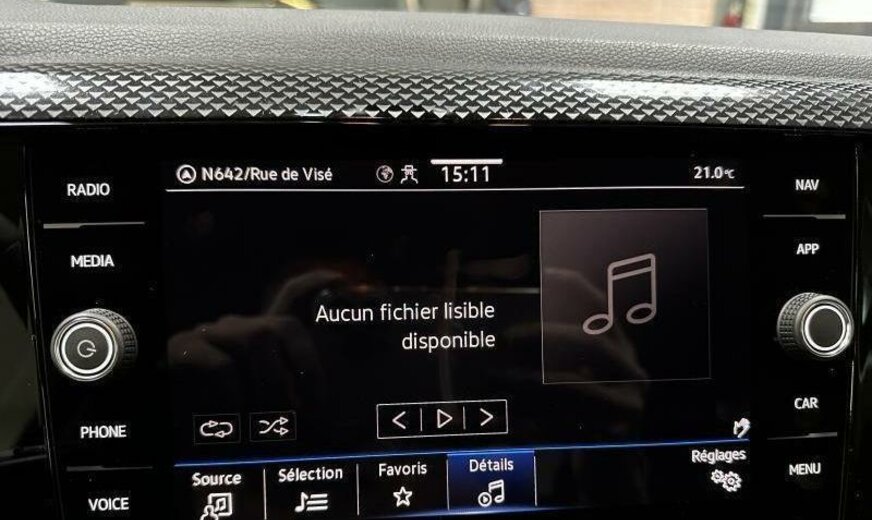 N642/Rue de Visé
15:11
21.0°C
RADIO
MEDIA
PHONE
VOICE
Aucun fichier lisible
disponible
Source
Sélection
Favoris
Détails
Réglages
NAV
APP
CAR
MENU